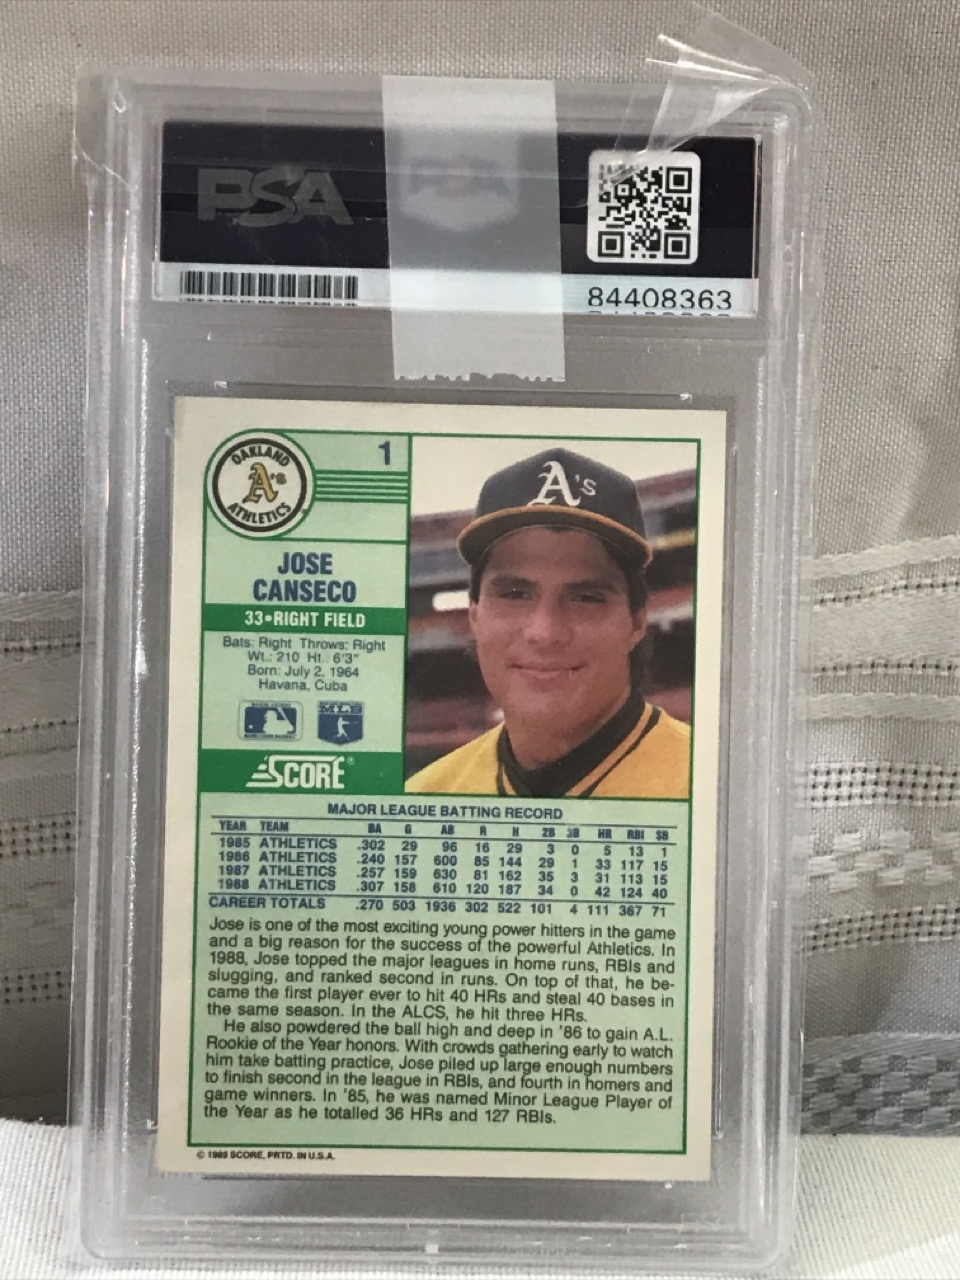 PSA
84408363
OAKLAND
A's
ATHLETICS
1
A's
JOSE
CANSECO
33•RIGHT FIELD
Bats: Right Throws: Right
Wt.: 210 Ht.: 6'3"
Born: July 2, 1964
Havana, Cuba
MLB
SCORE®
MAJOR LEAGUE BATTING RECORD
YEAR TEAM BA G AB R H 2B 3B HR RBI SB
1985 ATHLETICS .302 29 96 16 29 3 0 5 13 1
1986 ATHLETICS .240 157 600 85 144 29 1 33 117 15
1987 ATHLETICS .257 159 630 81 162 35 3 31 113 15
1988 ATHLETICS .307 158 610 120 187 34 0 42 124 40
CAREER TOTALS .270 503 1936 302 522 101 4 111 367 71
Jose is one of the most exciting young power hitters in the game
and a big reason for the success of the powerful Athletics. In
1988, Jose topped the major leagues in home runs, RBIs and
slugging, and ranked second in runs. On top of that, he be-
came the first player ever to hit 40 HRs and steal 40 bases in
the same season. In the ALCS, he hit three HRs.
He also powdered the ball high and deep in '86 to gain A.L.
Rookie of the Year honors. With crowds gathering early to watch
him take batting practice, Jose piled up large enough numbers
to finish second in the league in RBIs, and fourth in homers and
game winners. In '85, he was named Minor League Player of
the Year as he totalled 36 HRs and 127 RBIs.
© 1989 SCORE, PRTD. IN U.S.A.